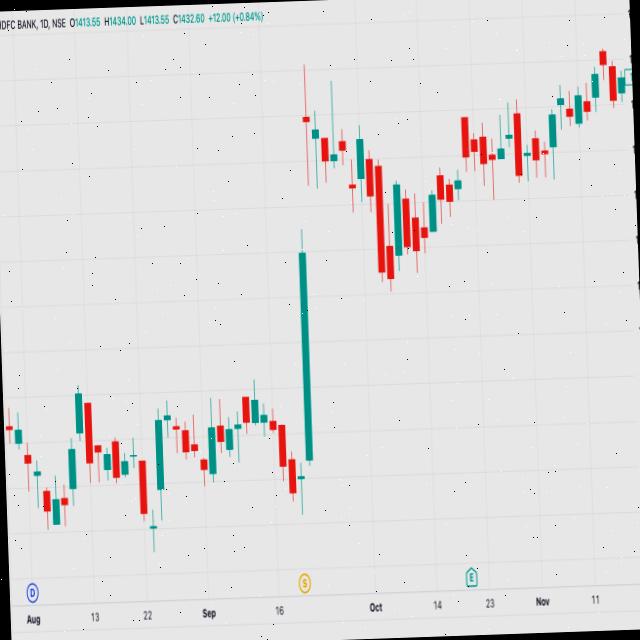 HDFC BANK, 1D, NSE O1413.55 H1434.00 L1413.55 C1432.60 +12.00 (+0.84%)
D S E
Aug 13 22 Sep 16 Oct 14 23 Nov 11